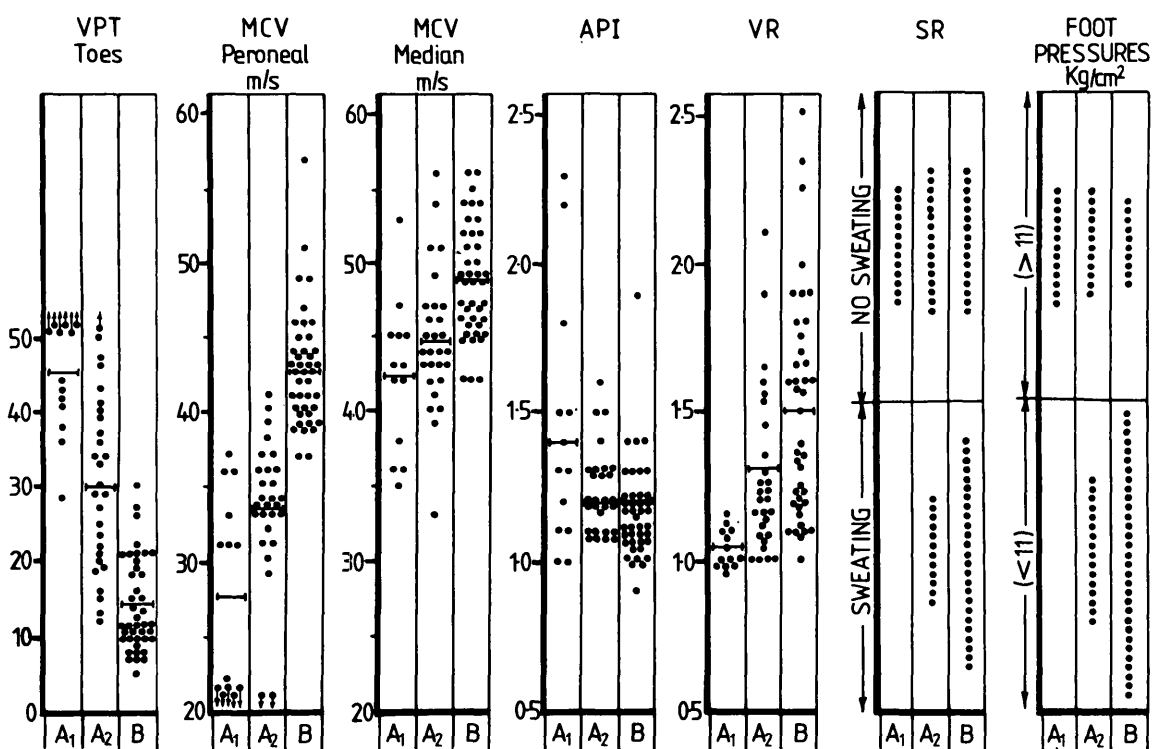 VPT
Toes
50
40
30
20
10
0
A₁ A₂ B
MCV
Peroneal
m/s
60
50
40
30
20
A₁ A₂ B
MCV
Median
m/s
60
50
40
30
20
A₁ A₂ B
API
2·5
2·0
1·5
1·0
0·5
A₁ A₂ B
VR
2·5
2·0
1·5
1·0
0·5
A₁ A₂ B
SR
NO SWEATING
SWEATING
A₁ A₂ B
FOOT
PRESSURES
Kg/cm²
(>11)
(<11)
A₁ A₂ B